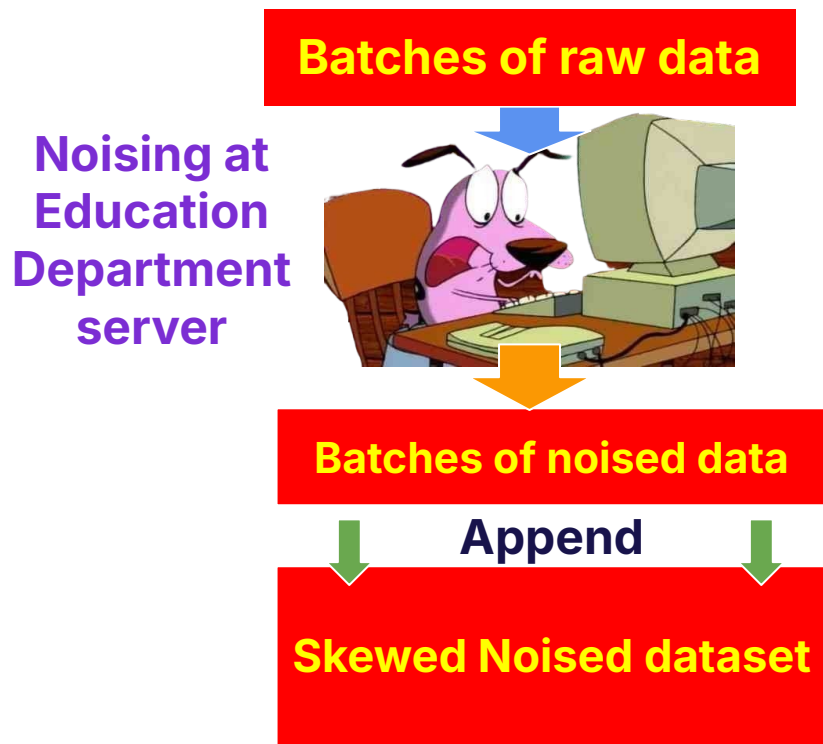 Batches of raw data
Noising at
Education
Department
server
Batches of noised data
Append
Skewed Noised dataset